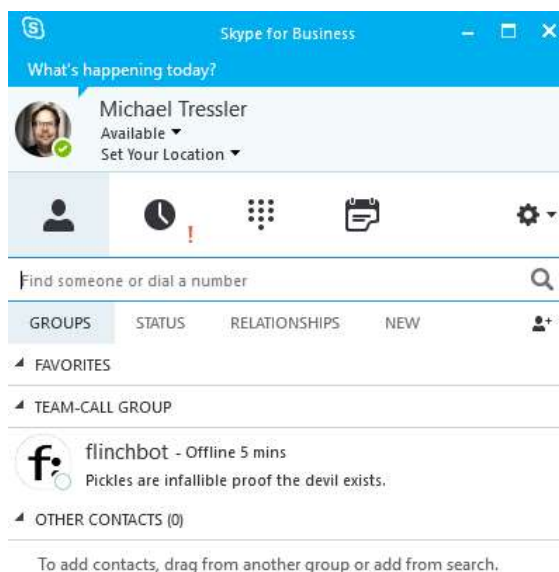 Skype for Business
What's happening today?
Michael Tressler
Available
Set Your Location
!
Find someone or dial a number
GROUPS STATUS RELATIONSHIPS NEW
FAVORITES
TEAM-CALL GROUP
f:
flinchbot - Offline 5 mins
Pickles are infallible proof the devil exists.
OTHER CONTACTS (0)
To add contacts, drag from another group or add from search.